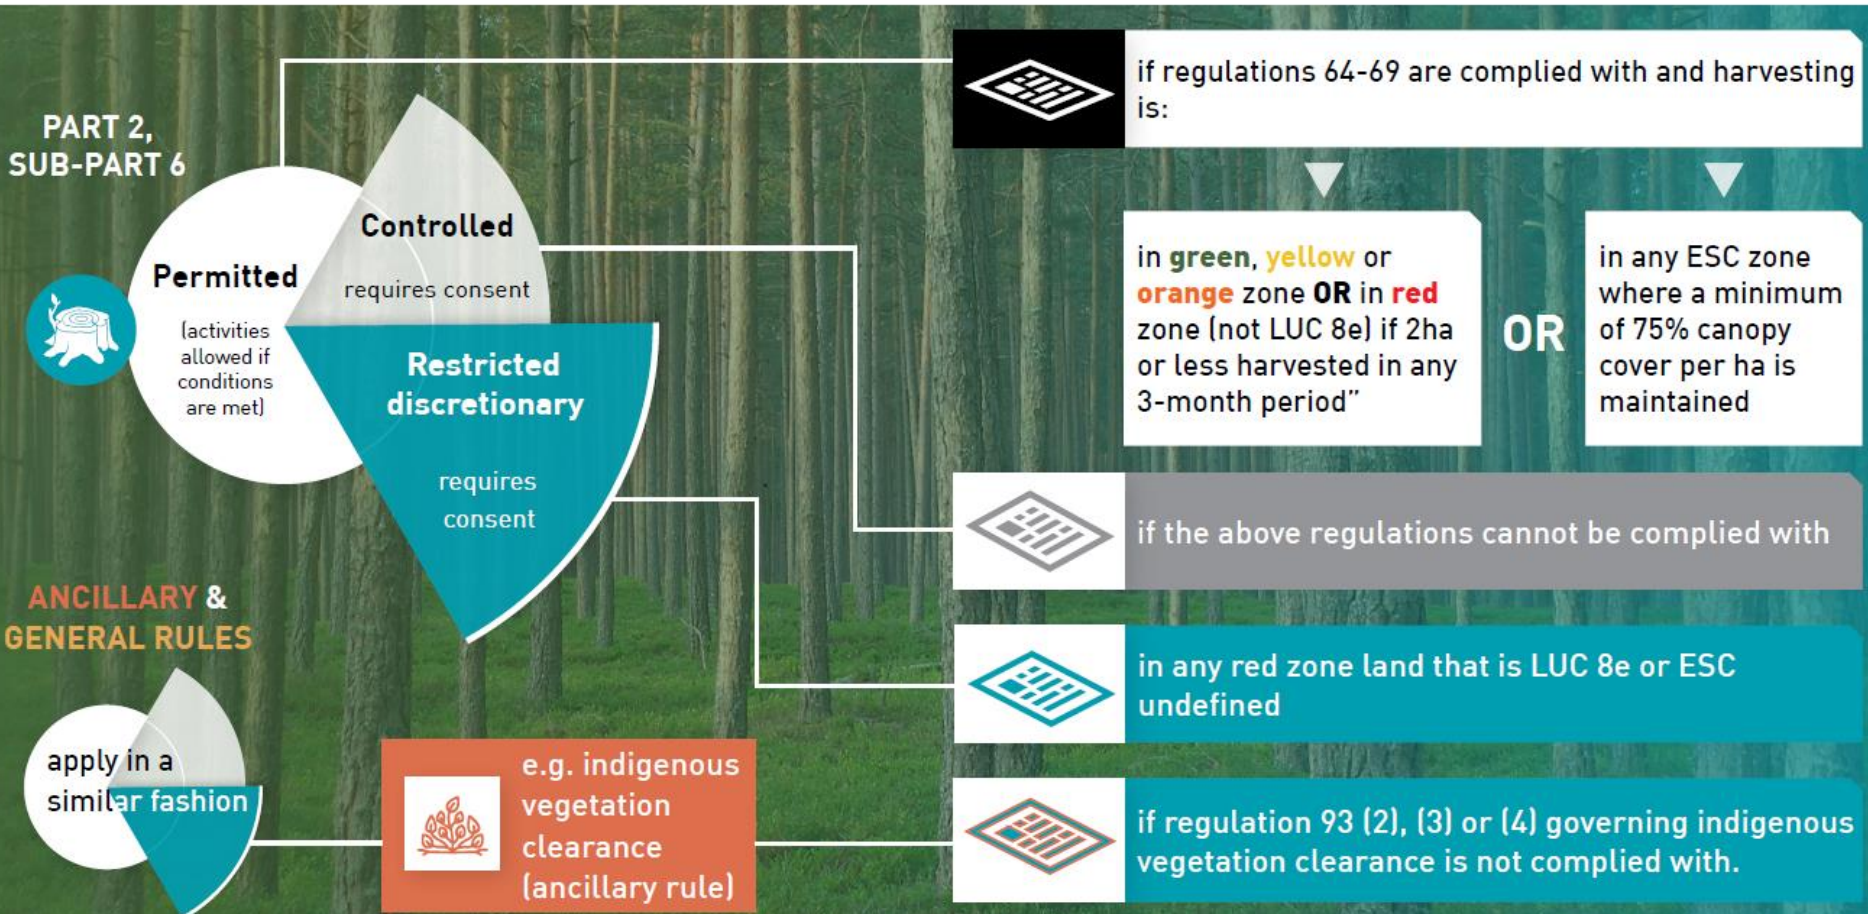 PART 2,
SUB-PART 6
Permitted
(activities
allowed if
conditions
are met)
Controlled
requires consent
Restricted
discretionary
requires
consent
if regulations 64-69 are complied with and harvesting
is:
in green, yellow or
orange zone OR in red
zone (not LUC 8e) if 2ha
or less harvested in any
3-month period”
OR
in any ESC zone
where a minimum
of 75% canopy
cover per ha is
maintained
if the above regulations cannot be complied with
in any red zone land that is LUC 8e or ESC
undefined
ANCILLARY &
GENERAL RULES
apply in a
similar fashion
e.g. indigenous
vegetation
clearance
(ancillary rule)
if regulation 93 (2), (3) or (4) governing indigenous
vegetation clearance is not complied with.